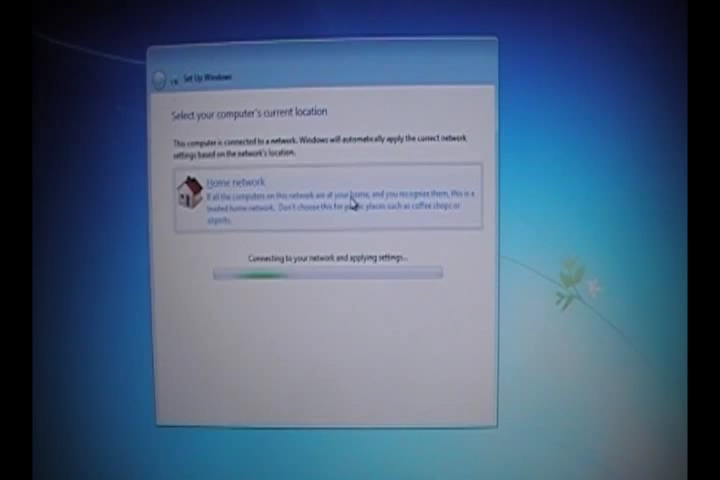 Set Up Windows
Select your computer's current location
This computer is connected to a network. Windows will automatically apply the correct network
settings based on the network's location.
Home network
If all the computers on this network are at your home, and you recognize them, this is a
trusted home network. Don't choose this for public places such as coffee shops or
airports.
Connecting to your network and applying settings...